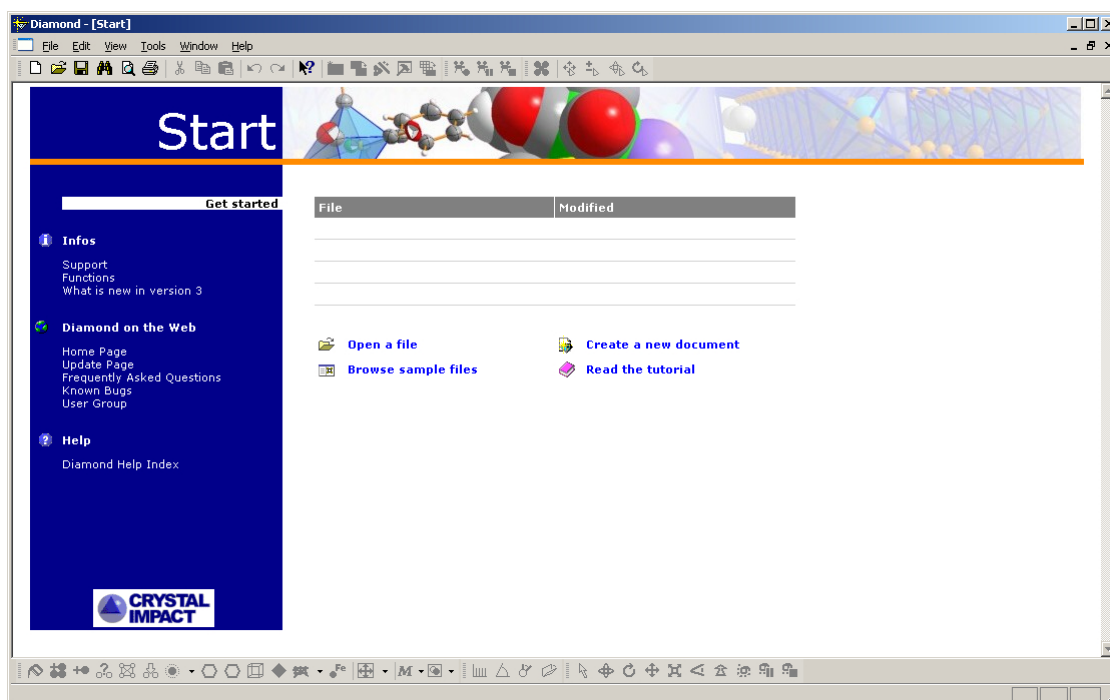 Diamond - [Start]
File Edit View Tools Window Help
Start
Get started
File Modified
Infos
Support
Functions
What is new in version 3
Diamond on the Web
Home Page
Update Page
Frequently Asked Questions
Known Bugs
User Group
Help
Diamond Help Index
Open a file
Create a new document
Browse sample files
Read the tutorial
CRYSTAL
IMPACT
Fe
M